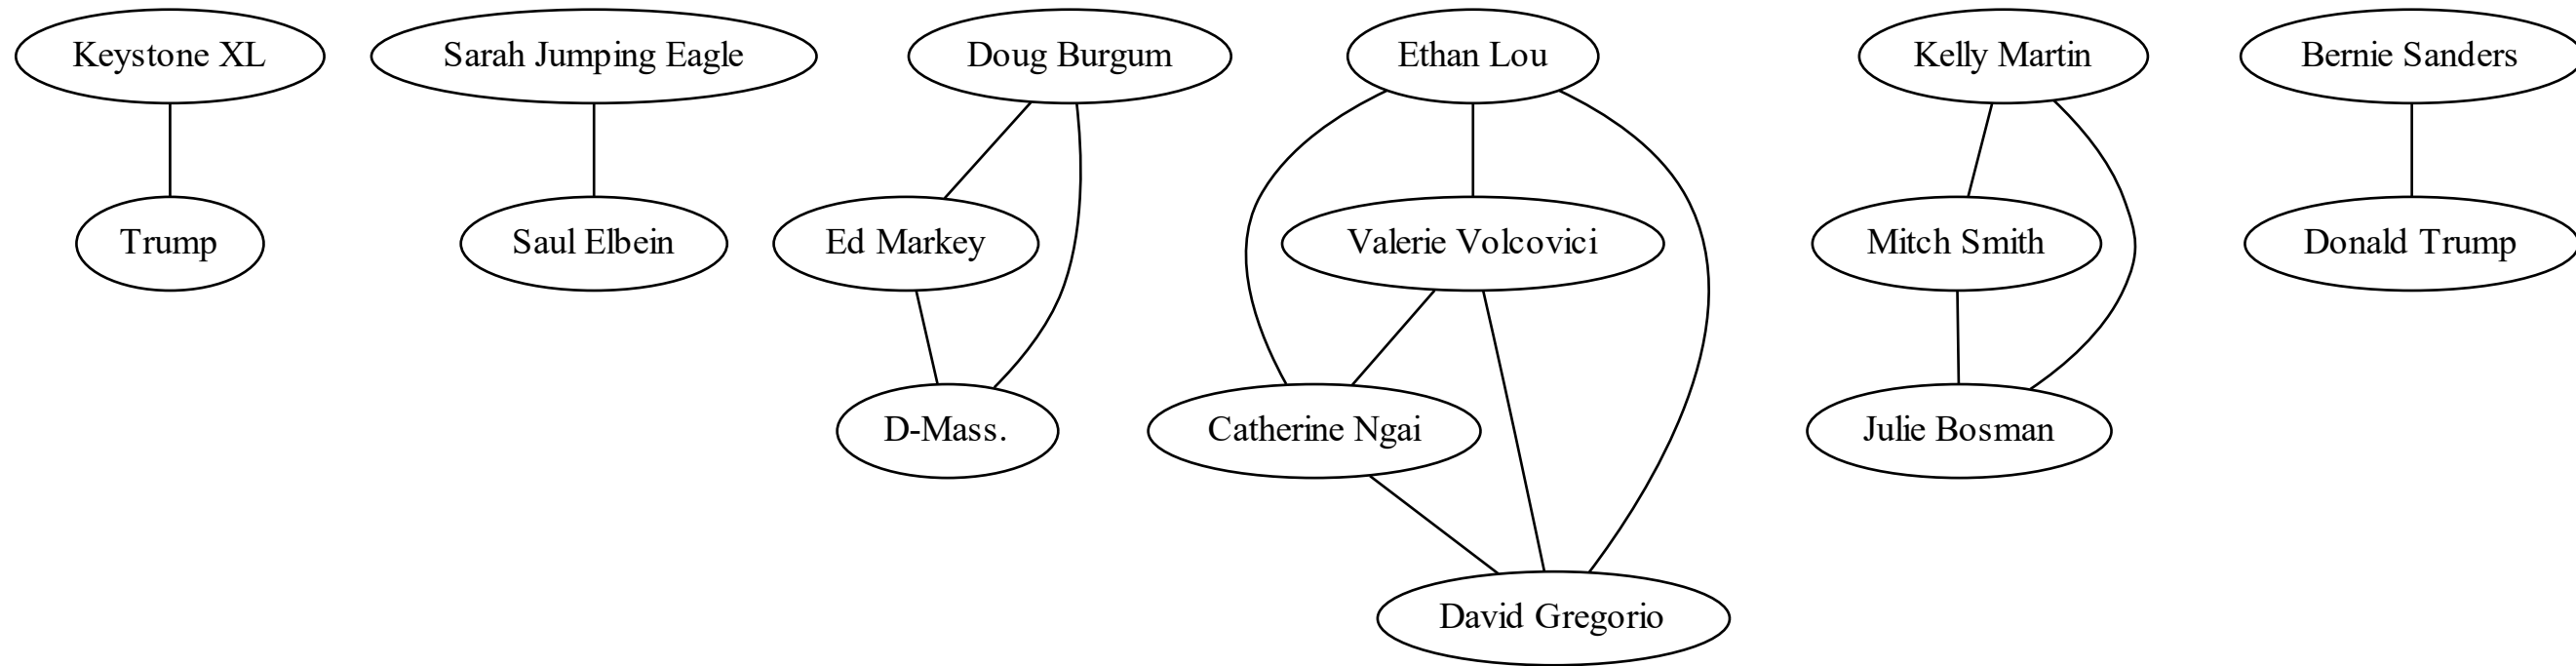 Keystone XL
Sarah Jumping Eagle
Doug Burgum
Ethan Lou
Kelly Martin
Bernie Sanders
Trump
Saul Elbein
Ed Markey
Valerie Volcovici
Mitch Smith
Donald Trump
D-Mass.
Catherine Ngai
Julie Bosman
David Gregorio